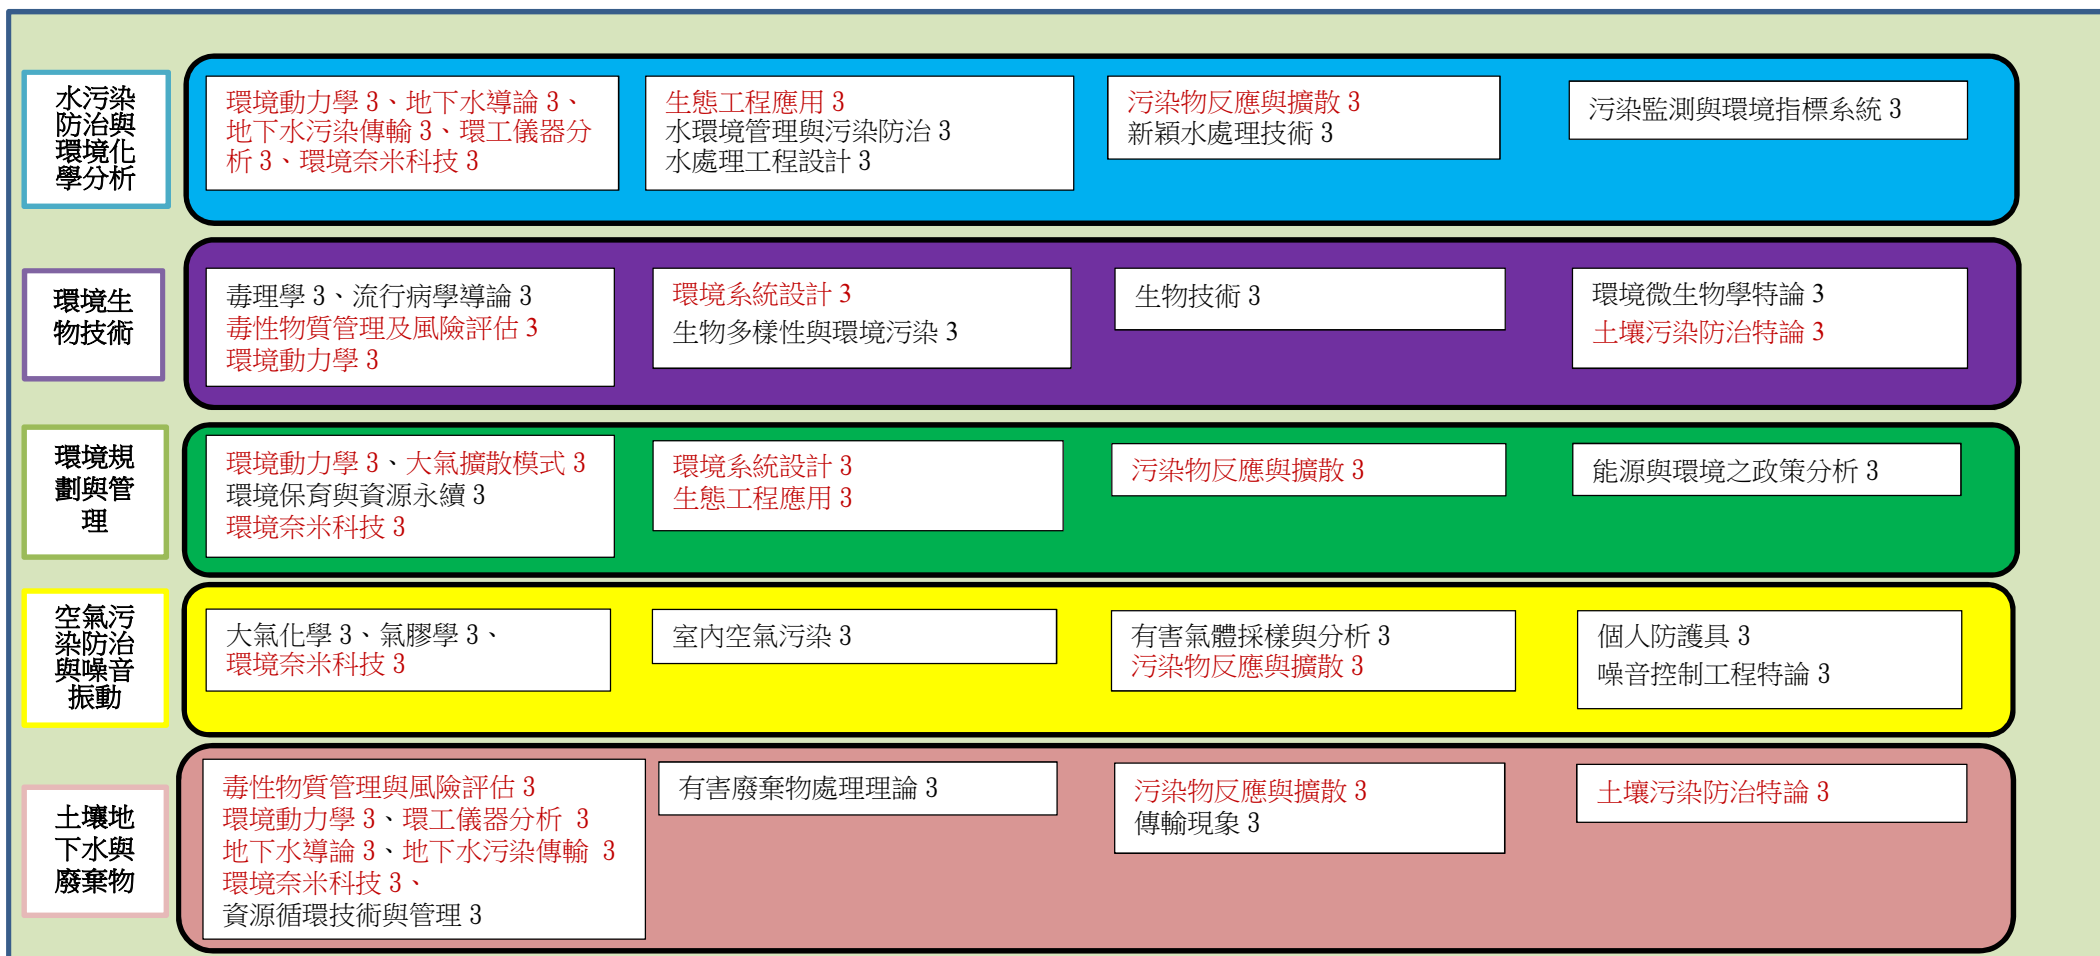 水污染
防治與
環境化
學分析
環境動力學 3、地下水導論 3、
地下水污染傳輸 3、環工儀器分
析 3、環境奈米科技 3
生態工程應用 3
水環境管理與污染防治 3
水處理工程設計 3
污染物反應與擴散 3
新穎水處理技術 3
污染監測與環境指標系統 3
環境生
物技術
毒理學 3、流行病學導論 3
毒性物質管理及風險評估 3
環境動力學 3
環境系統設計 3
生物多樣性與環境污染 3
生物技術 3
環境微生物學特論 3
土壤污染防治特論 3
環境規
劃與管
理
環境動力學 3、大氣擴散模式 3
環境保育與資源永續 3
環境奈米科技 3
環境系統設計 3
生態工程應用 3
污染物反應與擴散 3
能源與環境之政策分析 3
空氣污
染防治
與噪音
振動
大氣化學 3、氣膠學 3、
環境奈米科技 3
室內空氣污染 3
有害氣體採樣與分析 3
污染物反應與擴散 3
個人防護具 3
噪音控制工程特論 3
土壤地
下水與
廢棄物
毒性物質管理與風險評估 3
環境動力學 3、環工儀器分析 3
地下水導論 3、地下水污染傳輸 3
環境奈米科技 3、
資源循環技術與管理 3
有害廢棄物處理理論 3
污染物反應與擴散 3
傳輸現象 3
土壤污染防治特論 3